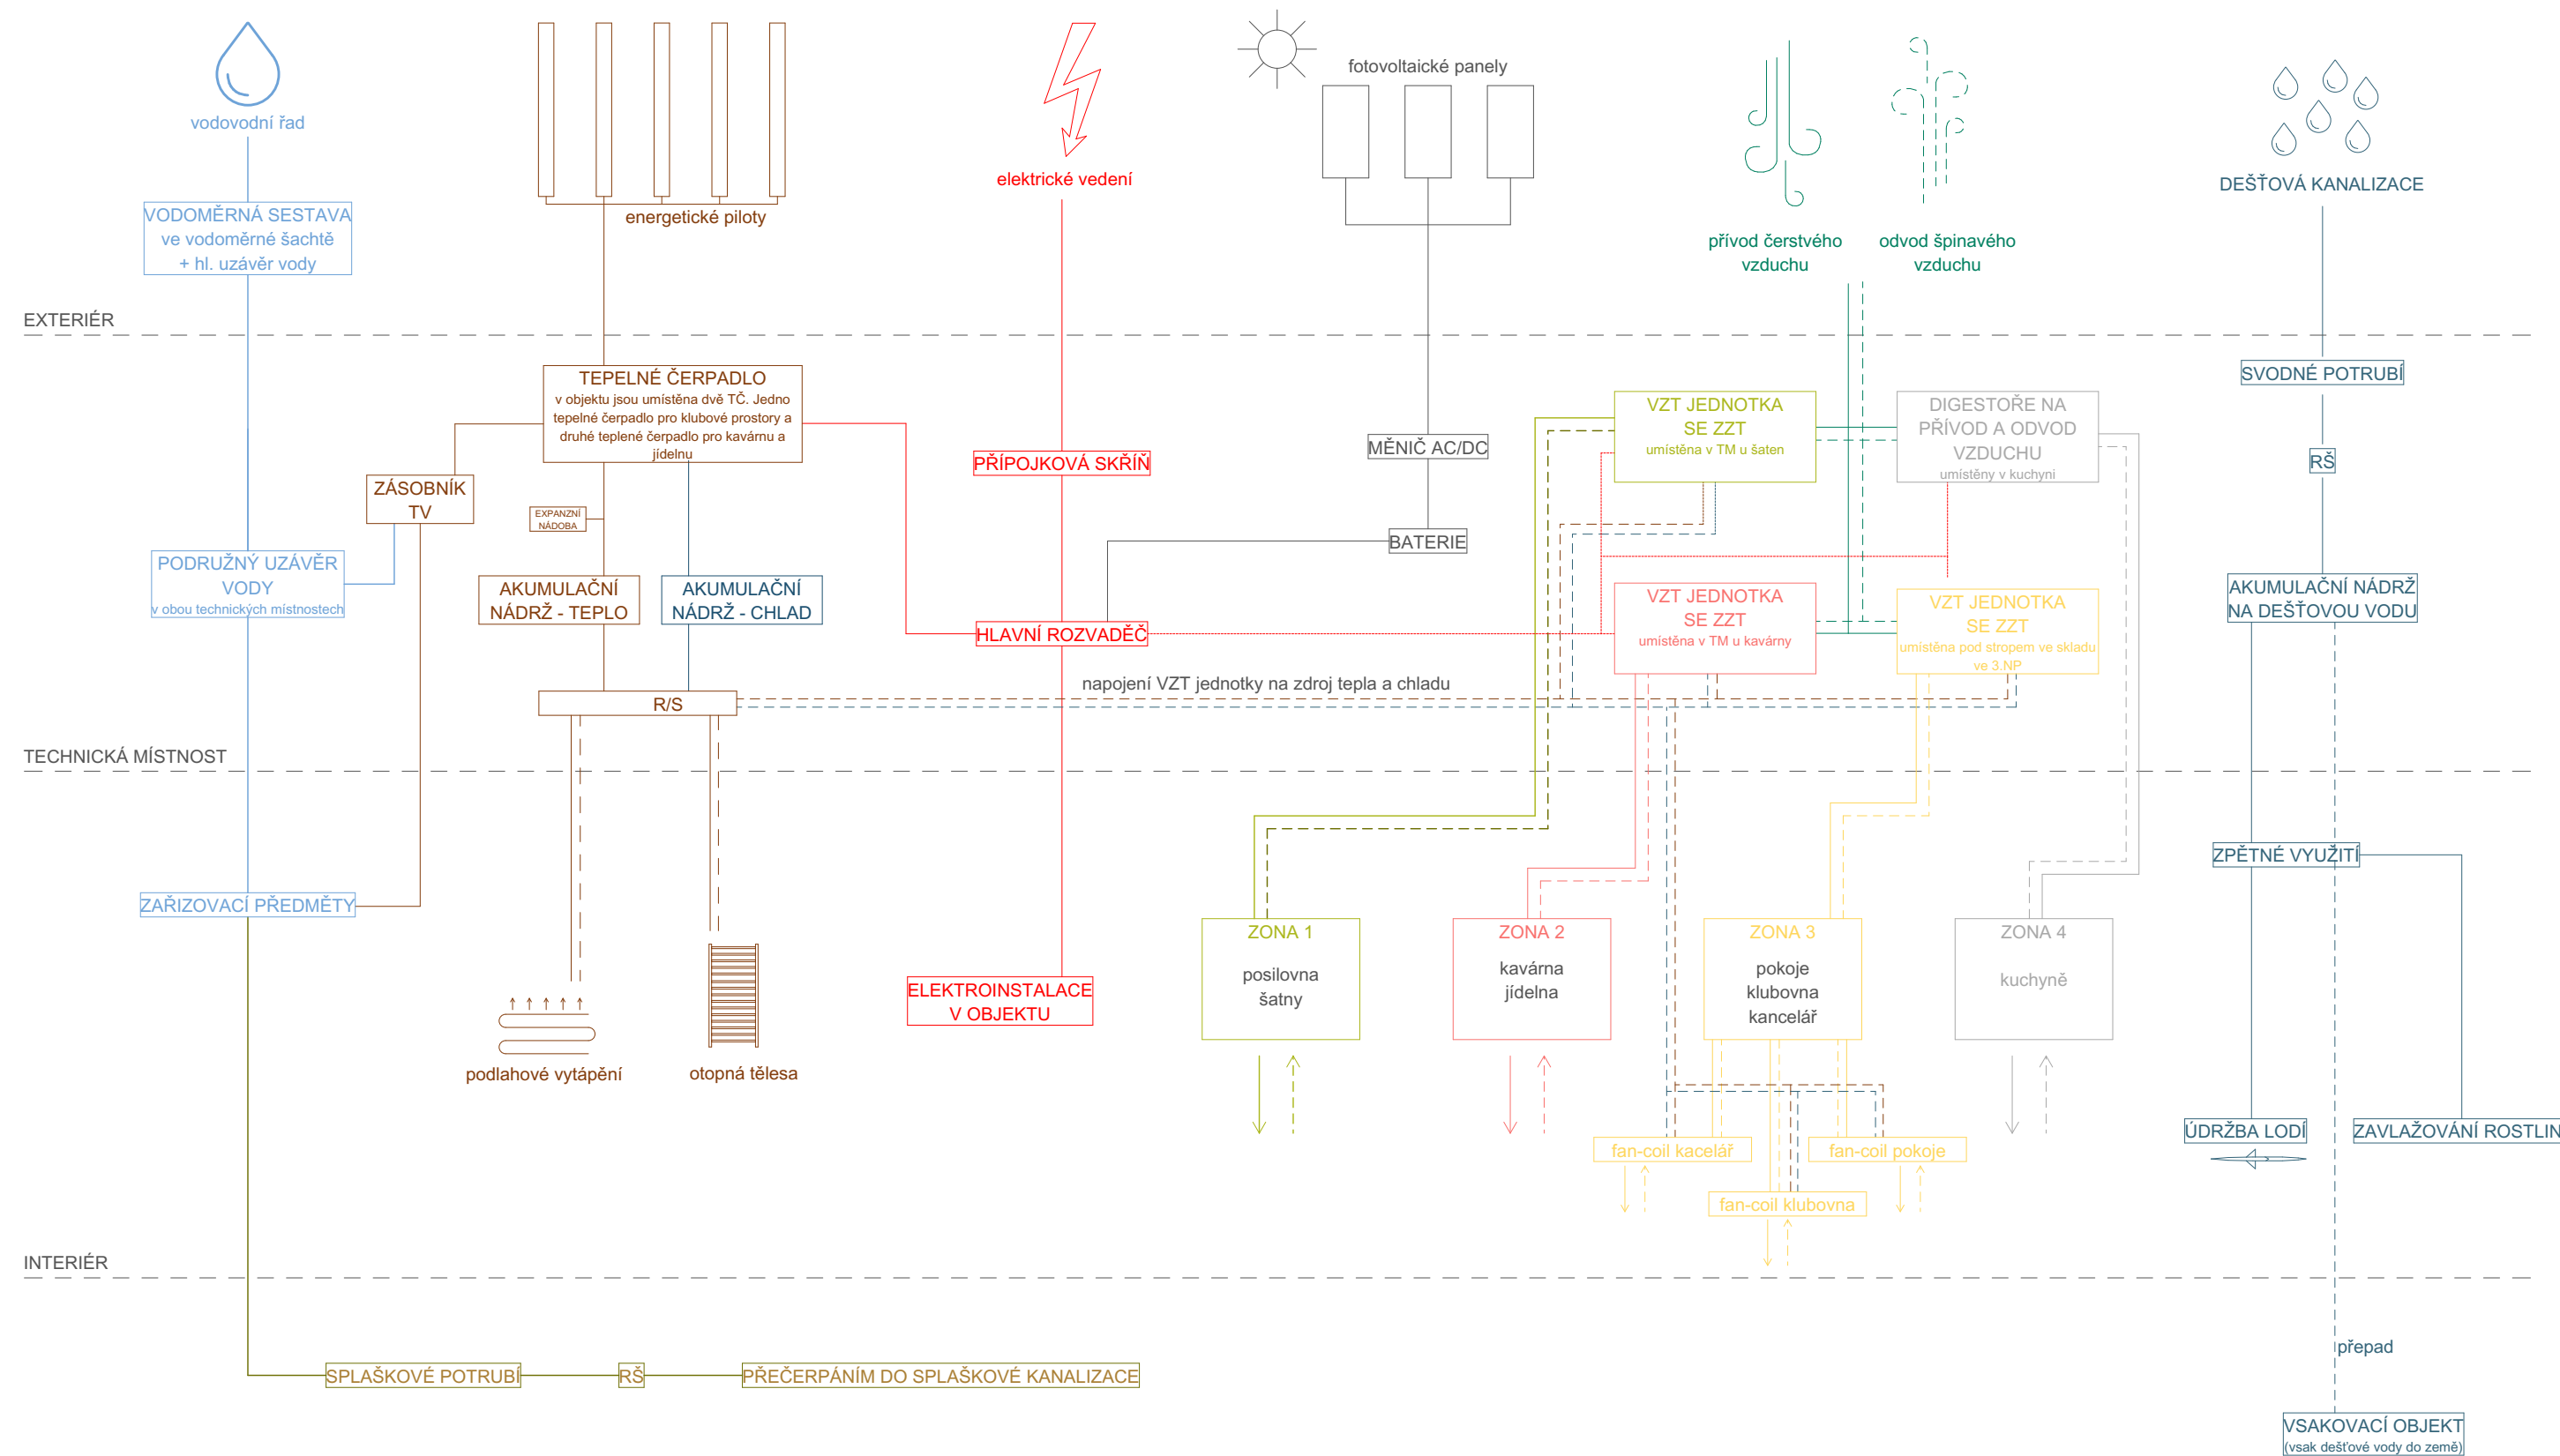 vodovodní řad
VODOMĚRNÁ SESTAVA
ve vodoměrné šachtě
+ hl. uzávěr vody
energetické piloty
elektrické vedení
fotovoltaické panely
přívod čerstvého
vzduchu
odvod špinavého
vzduchu
DEŠŤOVÁ KANALIZACE
EXTERIÉR
TEPELNÉ ČERPADLO
v objektu jsou umístěna dvě TČ. Jedno
tepelné čerpadlo pro klubové prostory a
druhé teplené čerpadlo pro kavárnu a
jídelnu
ZÁSOBNÍK
TV
EXPANZNÍ
NÁDOBA
PODRUŽNÝ UZÁVĚR
VODY
v obou technických místnostech
AKUMULAČNÍ
NÁDRŽ - TEPLO
AKUMULAČNÍ
NÁDRŽ - CHLAD
R/S
PŘÍPOJKOVÁ SKŘÍŇ
HLAVNÍ ROZVADĚČ
MĚNIČ AC/DC
BATERIE
napojení VZT jednotky na zdroj tepla a chladu
VZT JEDNOTKA
SE ZZT
umístěna v TM u šaten
DIGESTOŘE NA
PŘÍVOD A ODVOD
VZDUCHU
umístěny v kuchyni
VZT JEDNOTKA
SE ZZT
umístěna v TM u kavárny
VZT JEDNOTKA
SE ZZT
umístěna pod stropem ve skladu
ve 3.NP
SVODNÉ POTRUBÍ
RŠ
AKUMULAČNÍ NÁDRŽ
NA DEŠŤOVOU VODU
TECHNICKÁ MÍSTNOST
ZAŘIZOVACÍ PŘEDMĚTY
podlahové vytápění
otopná tělesa
ELEKTROINSTALACE
V OBJEKTU
ZONA 1
posilovna
šatny
ZONA 2
kavárna
jídelna
ZONA 3
pokoje
klubovna
kancelář
ZONA 4
kuchyně
fan-coil kacelář
fan-coil pokoje
fan-coil klubovna
ZPĚTNÉ VYUŽITÍ
ÚDRŽBA LODÍ
ZAVLAŽOVÁNÍ ROSTLIN
INTERIÉR
SPLAŠKOVÉ POTRUBÍ
RŠ
PŘEČERPÁNÍM DO SPLAŠKOVÉ KANALIZACE
přepad
VSAKOVACÍ OBJEKT
(vsak dešťové vody do země)